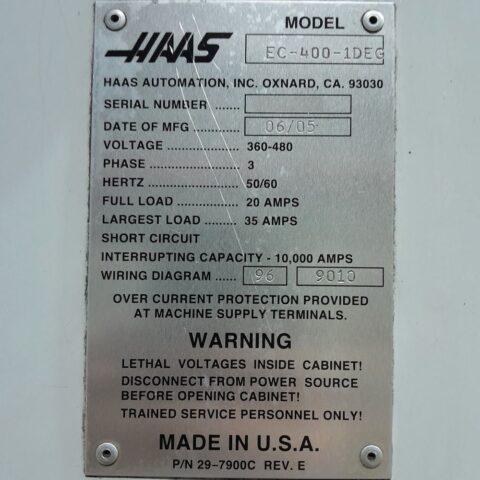 HAAS
MODEL
EC-400-1DEG
HAAS AUTOMATION, INC. OXNARD, CA. 93030
SERIAL NUMBER ......
DATE OF MFG ........... 06/05
VOLTAGE ................ 360-480
PHASE .................... 3
HERTZ .................... 50/60
FULL LOAD .............. 20 AMPS
LARGEST LOAD ......... 35 AMPS
SHORT CIRCUIT
INTERRUPTING CAPACITY - 10,000 AMPS
WIRING DIAGRAM ...... 96 9010
OVER CURRENT PROTECTION PROVIDED
AT MACHINE SUPPLY TERMINALS.
WARNING
LETHAL VOLTAGES INSIDE CABINET!
DISCONNECT FROM POWER SOURCE
BEFORE OPENING CABINET!
TRAINED SERVICE PERSONNEL ONLY!
MADE IN U.S.A.
P/N 29-7900C REV. E